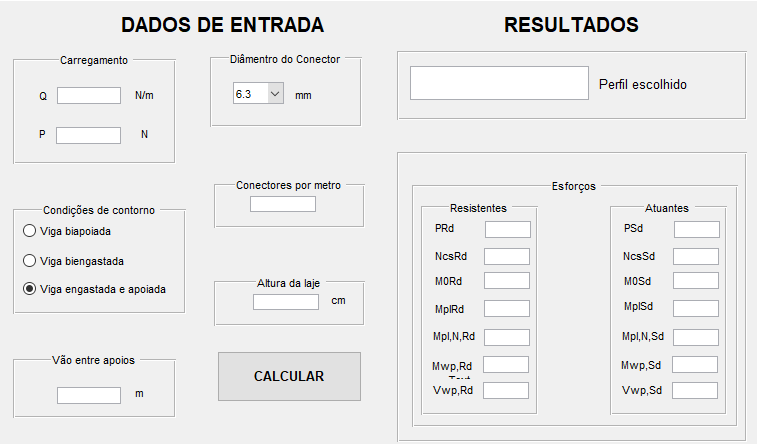 DADOS DE ENTRADA
Carregamento
Q N/m
P N
Diâmentro do Conector
6.3 mm
Conectores por metro
Condições de contorno
Viga biapoiada
Viga biengastada
Viga engastada e apoiada
Altura da laje
cm
Vão entre apoios
m
CALCULAR
RESULTADOS
Perfil escolhido
Esforços
Resistentes
PRd
NcsRd
M0Rd
MplRd
Mpl,N,Rd
Mwp,Rd
Vwp,Rd
Atuantes
PSd
NcsSd
M0Sd
MplSd
Mpl,N,Sd
Mwp,Sd
Vwp,Sd